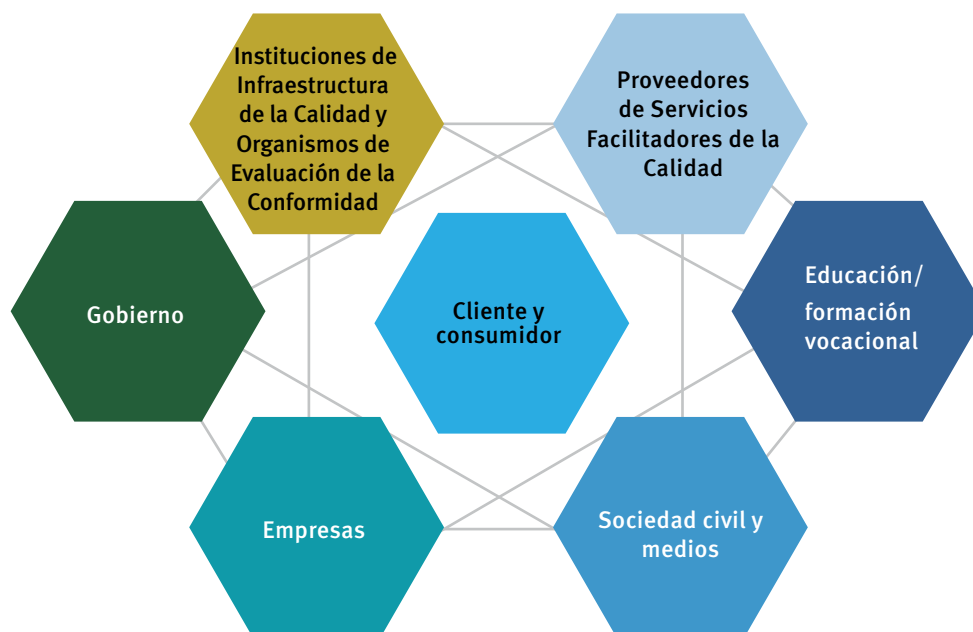 Instituciones de
Infraestructura
de la Calidad y
Organismos de
Evaluación de la
Conformidad
Proveedores
de Servicios
Facilitadores de la
Calidad
Gobierno
Cliente y
consumidor
Educación/
formación
vocacional
Empresas
Sociedad civil y
medios